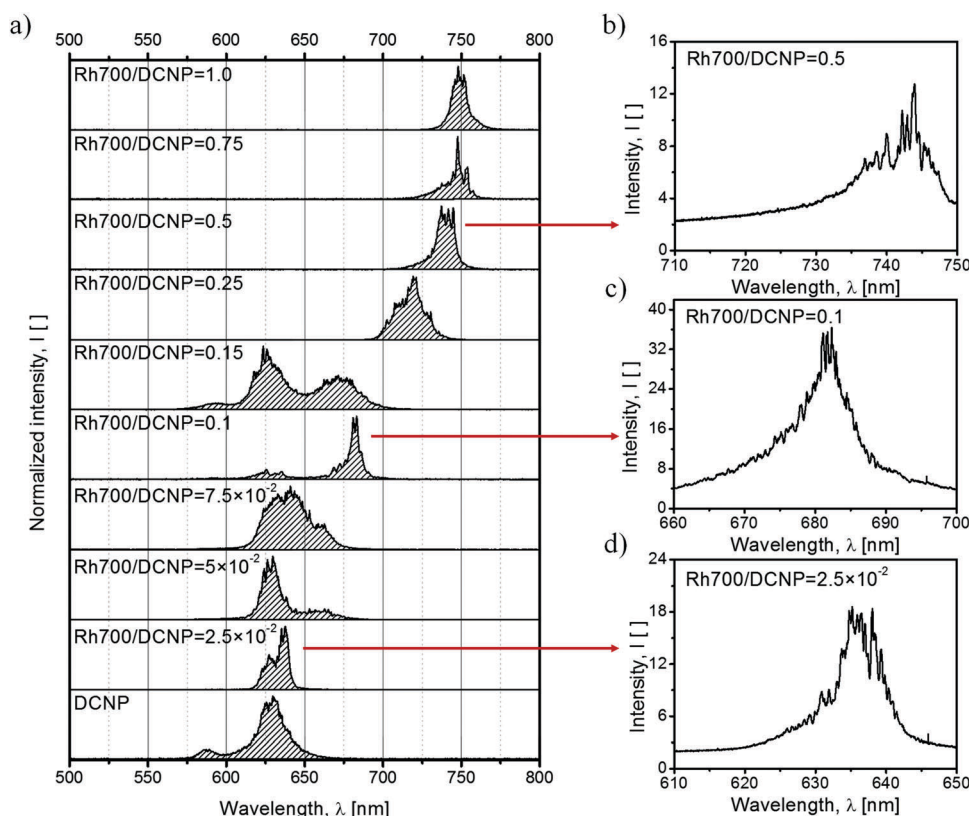 a)
500 550 600 650 700 750 800
Rh700/DCNP=1.0
Rh700/DCNP=0.75
Rh700/DCNP=0.5
Rh700/DCNP=0.25
Rh700/DCNP=0.15
Rh700/DCNP=0.1
Rh700/DCNP=7.5×10⁻²
Rh700/DCNP=5×10⁻²
Rh700/DCNP=2.5×10⁻²
DCNP
Normalized intensity, I [ ]
500 550 600 650 700 750 800
Wavelength, λ [nm]
b)
Rh700/DCNP=0.5
Intensity, I [ ]
16
12
8
4
0
710 720 730 740 750
Wavelength, λ [nm]
c)
Rh700/DCNP=0.1
Intensity, I [ ]
40
32
24
16
8
0
660 670 680 690 700
Wavelength, λ [nm]
d)
Rh700/DCNP=2.5×10⁻²
Intensity, I [ ]
24
18
12
6
0
610 620 630 640 650
Wavelength, λ [nm]